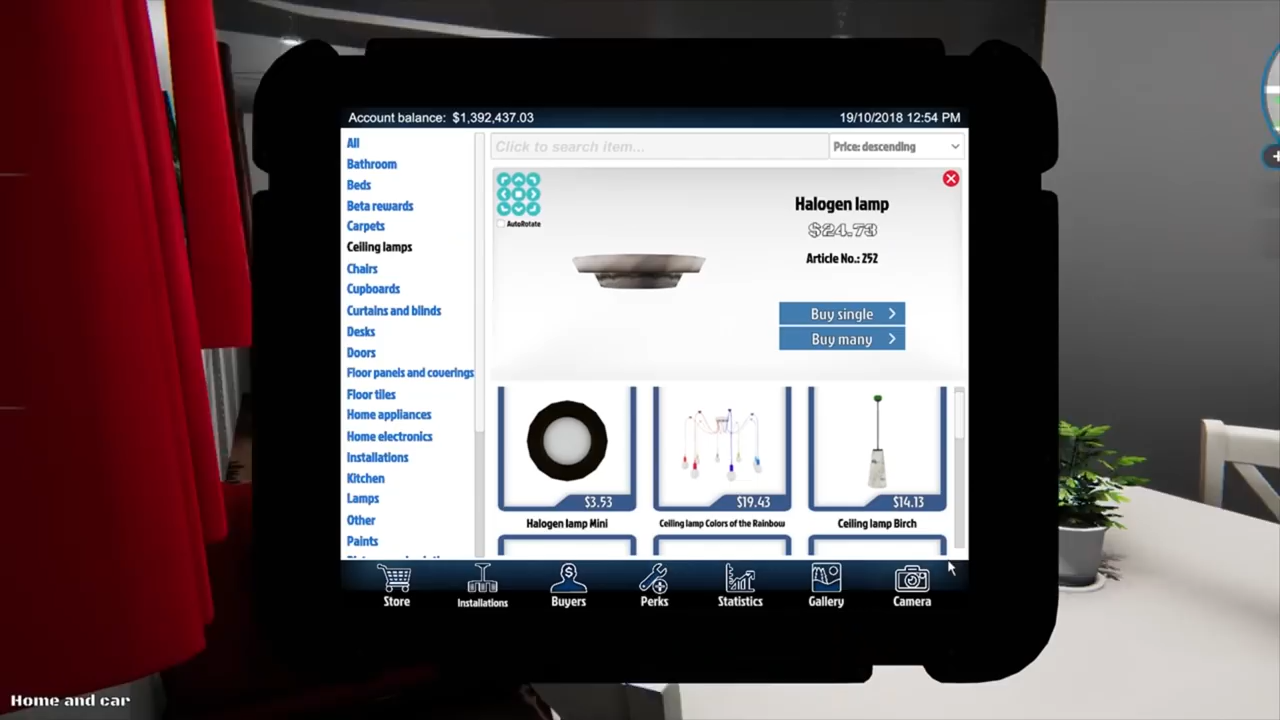 Account balance: $1,392,437.03
19/10/2018 12:54 PM
All
Bathroom
Beds
Beta rewards
Carpets
Ceiling lamps
Chairs
Cupboards
Curtains and blinds
Desks
Doors
Floor panels and coverings
Floor tiles
Home appliances
Home electronics
Installations
Kitchen
Lamps
Other
Paints
Click to search item...
Price: descending
AutoRotate
Halogen lamp
$24.73
Article No.: 252
Buy single
Buy many
$3.53
$19.43
$14.13
Halogen lamp Mini
Ceiling lamp Colors of the Rainbow
Ceiling lamp Birch
Store
Installations
Buyers
Perks
Statistics
Gallery
Camera
Home and car